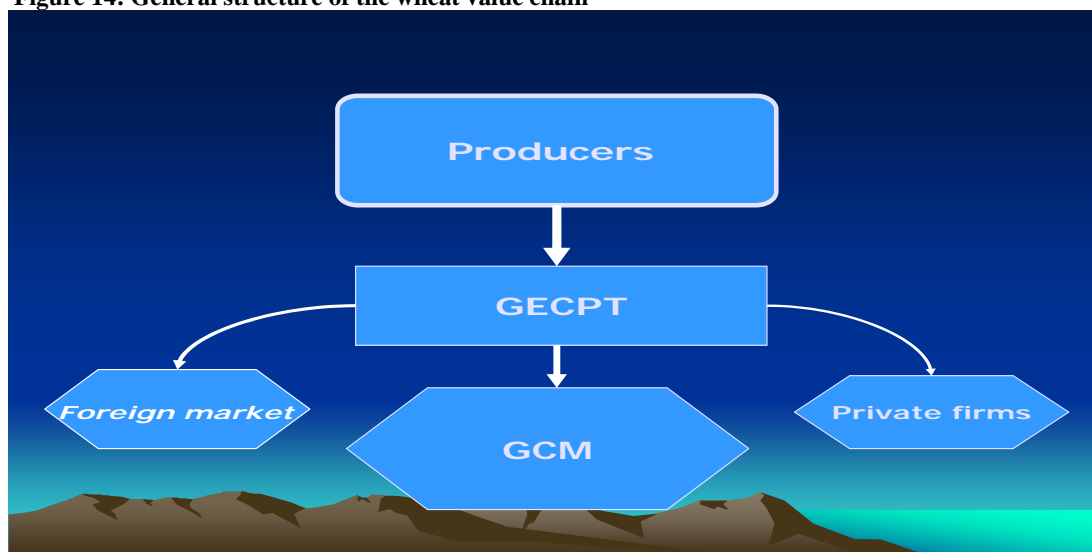 Figure 14: General structure of the wheat value chain
Producers
GECPT
Foreign market
GCM
Private firms